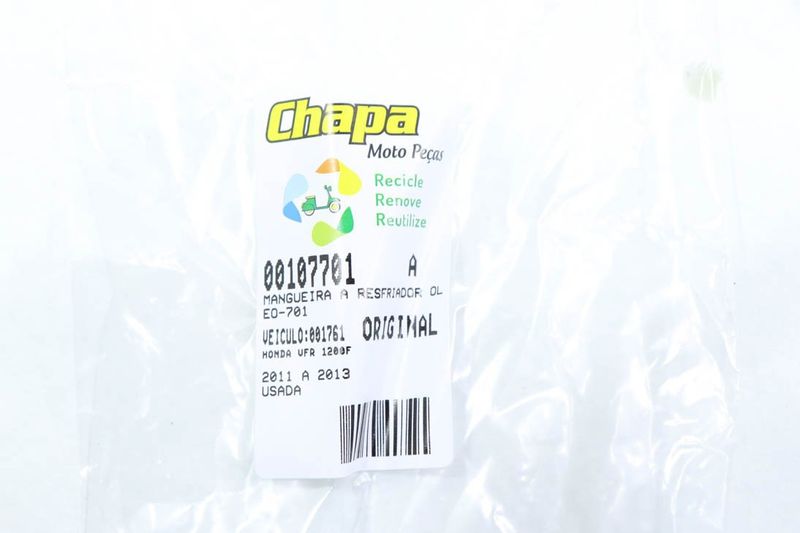 Chapa
Moto Peças
Recicle
Renove
Reutilize
00107701 A
MANGUEIRA A RESFRIADOR OL
EO-701
VEICULO:001761 ORIGINAL
HONDA VFR 1200F
2011 A 2013
USADA